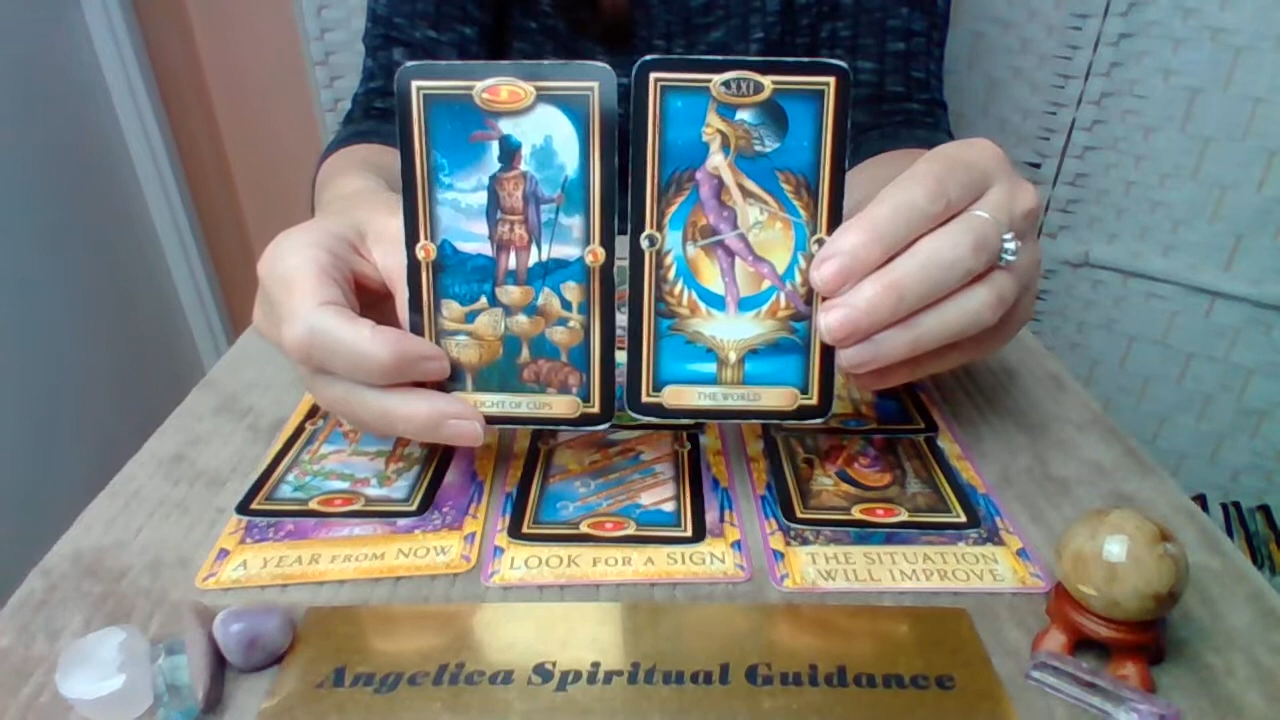 XXI
EIGHT OF CUPS
THE WORLD
A YEAR FROM NOW
LOOK FOR A SIGN
THE SITUATION
WILL IMPROVE
Angelica Spiritual Guidance